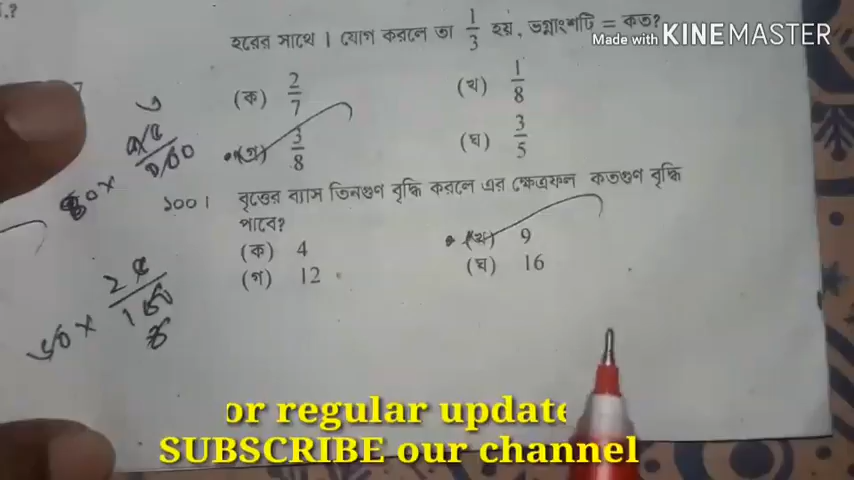 হরের সাথে 1 যোগ করলে তা 1/3 হয়, ভগ্নাংশটি = কত?
Made with KINEMASTER
(ক) 2/7 (খ) 1/8
(গ) 3/8 (ঘ) 3/5
১০০। বৃত্তের ব্যাস তিনগুণ বৃদ্ধি করলে এর ক্ষেত্রফল কতগুণ বৃদ্ধি
পাবে?
(ক) 4 (খ) 9
(গ) 12 (ঘ) 16
or regular update
SUBSCRIBE our channel